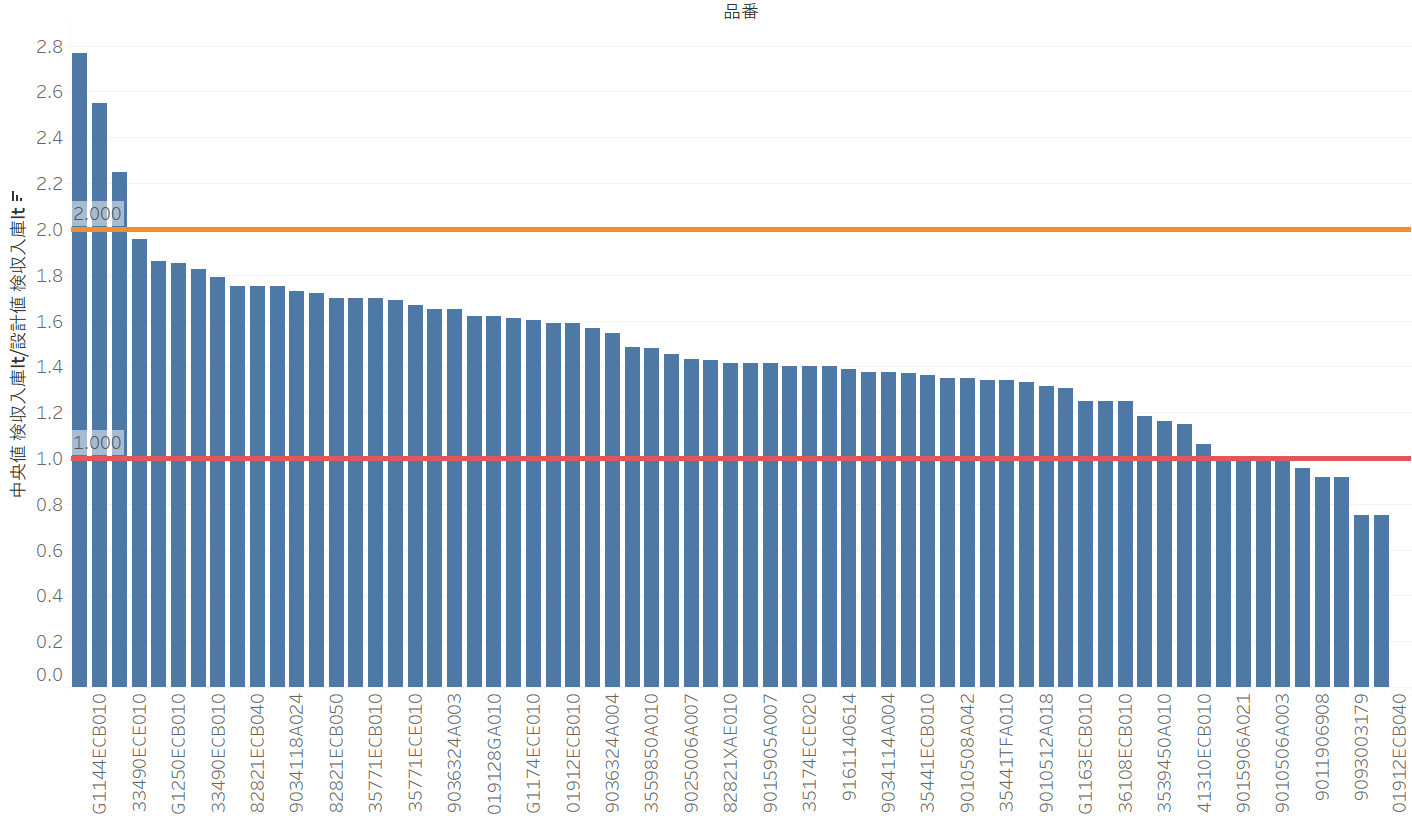 品番
中央値 検収入庫lt/設計値 検収入庫lt
2.8
2.6
2.4
2.2
2.0
1.8
1.6
1.4
1.2
1.0
0.8
0.6
0.4
0.2
0.0
2.000
1.000
G1144ECB010
33490ECE010
G1250ECB010
33490ECB010
82821ECB040
9034118A024
82821ECB050
35771ECB010
35771ECE010
9036324A003
019128GA010
G1174ECE010
01912ECB010
9036324A004
3559850A010
9025006A007
82821XAE010
9015905A007
35174ECE020
9161140614
9034114A004
35441ECB010
9010508A042
35441TFA010
9010512A018
G1163ECB010
36108ECB010
3539450A010
41310ECB010
9015906A021
9010506A003
9011906908
9093003179
01912ECB040